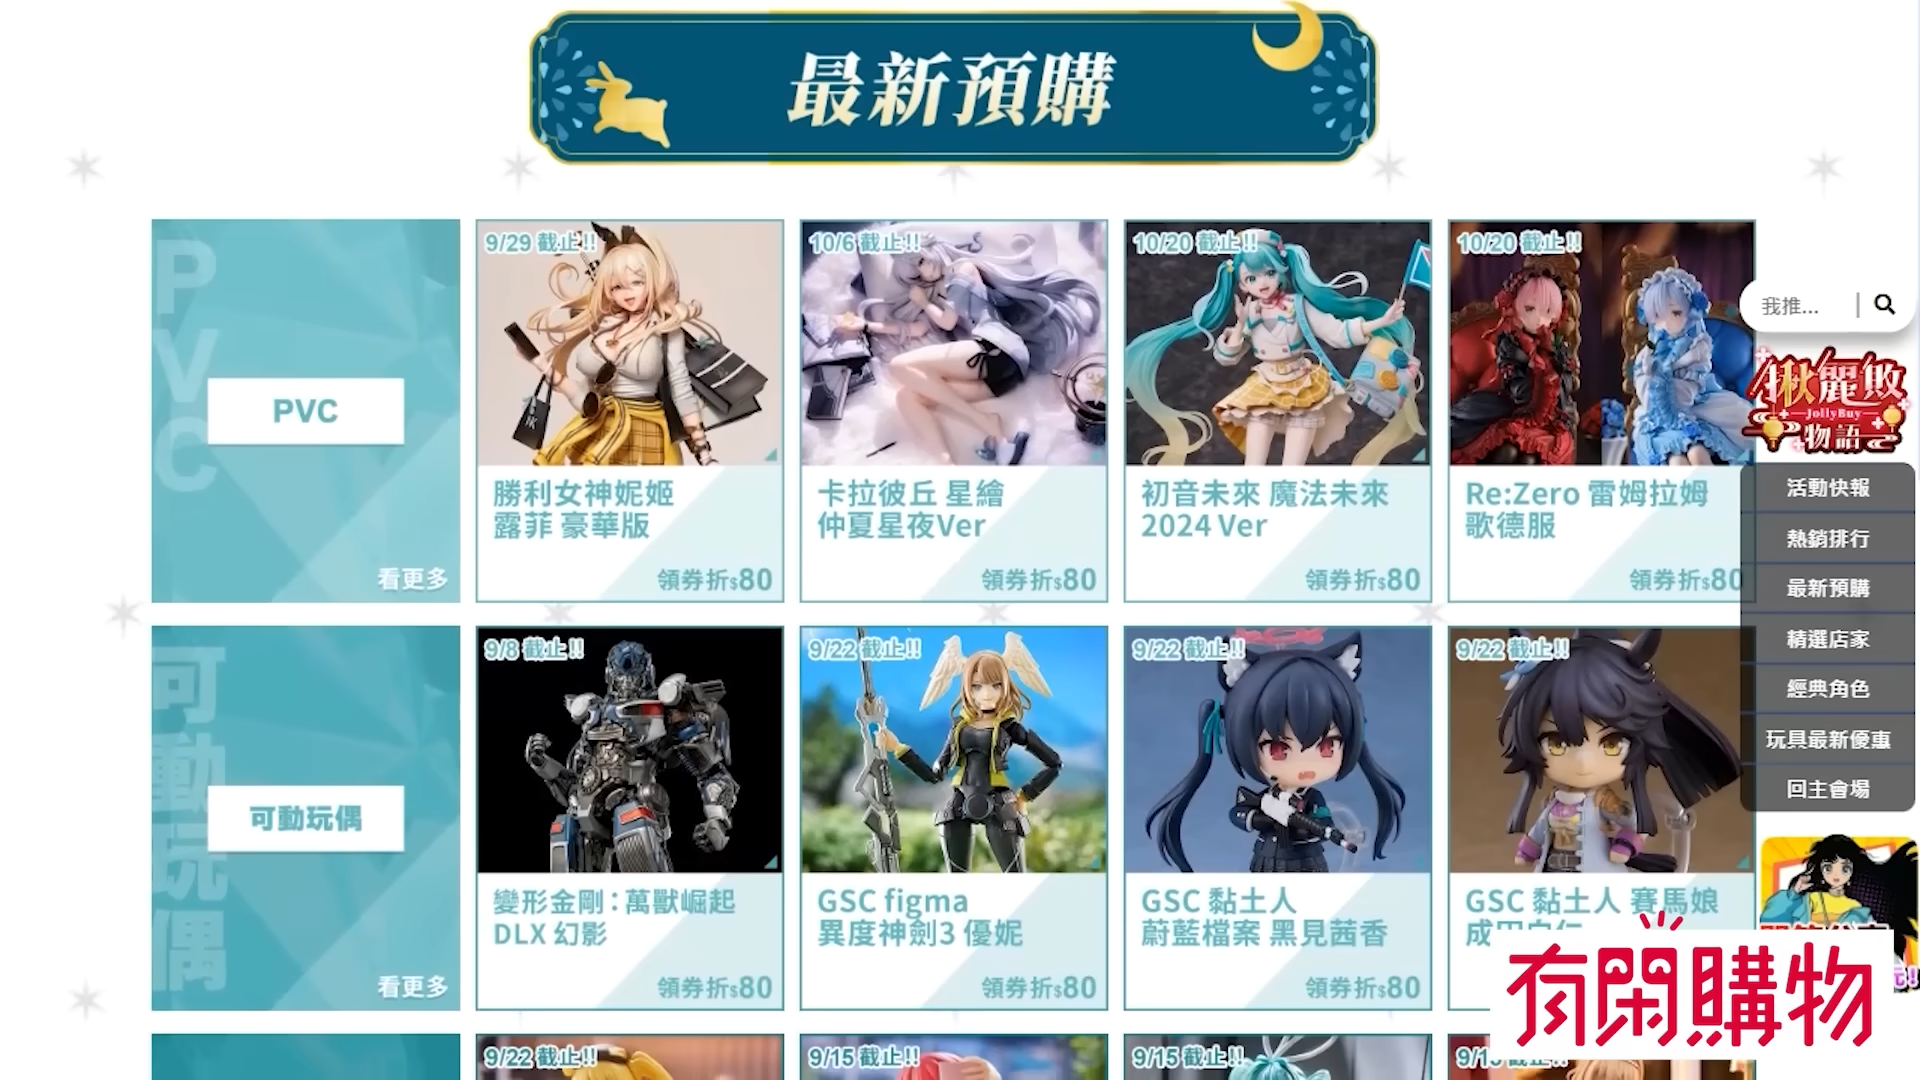 最新預購
PVC
PVC
看更多
9/29 截止!!
勝利女神妮姬
露菲 豪華版
領券折$80
10/6 截止!!
卡拉彼丘 星繪
仲夏星夜Ver
領券折$80
10/20 截止!!
初音未來 魔法未來
2024 Ver
領券折$80
10/20 截止!!
Re:Zero 雷姆拉姆
歌德服
領券折$80
可動玩偶
可動玩偶
看更多
9/8 截止!!
變形金剛:萬獸崛起
DLX 幻影
領券折$80
9/22 截止!!
GSC figma
異度神劍3 優妮
領券折$80
9/22 截止!!
GSC 黏土人
蔚藍檔案 黑見茜香
領券折$80
9/22 截止!!
GSC 黏土人 賽馬娘
9/22 截止!!
9/15 截止!!
9/15 截止!!
我推...
揪麗敗
JollyBuy
物語
活動快報
熱銷排行
最新預購
精選店家
經典角色
玩具最新優惠
回主會場
有閑購物